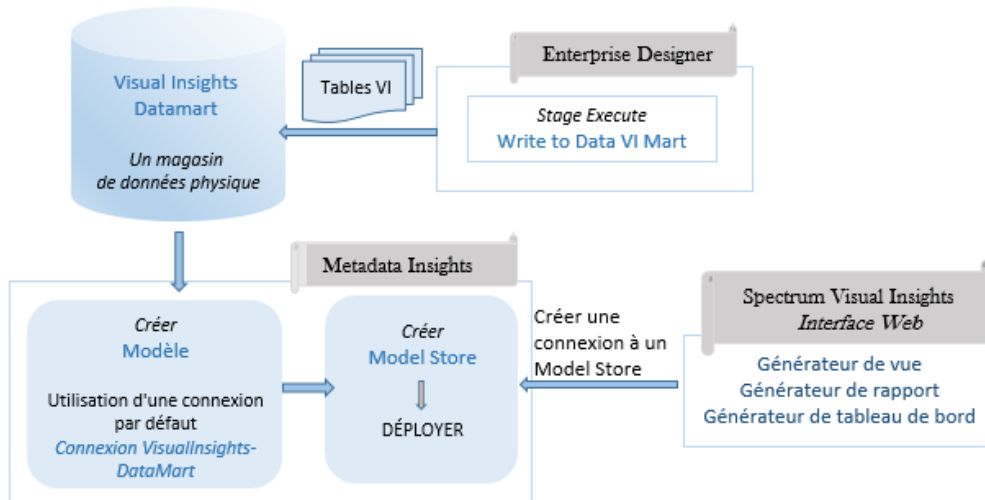 Visual Insights
Datamart
Un magasin
de données physique
Tables VI
Enterprise Designer
Stage Execute
Write to Data VI Mart
Metadata Insights
Créer
Modèle
Utilisation d'une connexion
par défaut
Connexion VisualInsights-
DataMart
Créer
Model Store
DÉPLOYER
Créer une
connexion à un
Model Store
Spectrum Visual Insights
Interface Web
Générateur de vue
Générateur de rapport
Générateur de tableau de bord